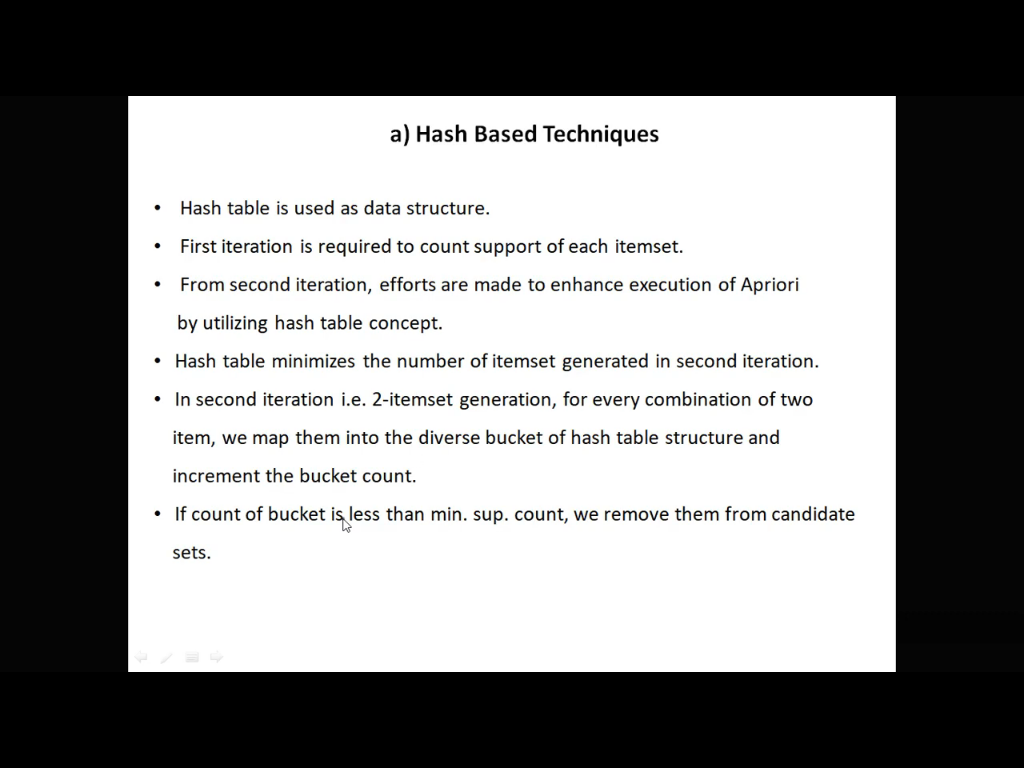 a) Hash Based Techniques
• Hash table is used as data structure.
• First iteration is required to count support of each itemset.
• From second iteration, efforts are made to enhance execution of Apriori
by utilizing hash table concept.
• Hash table minimizes the number of itemset generated in second iteration.
• In second iteration i.e. 2-itemset generation, for every combination of two
item, we map them into the diverse bucket of hash table structure and
increment the bucket count.
• If count of bucket is less than min. sup. count, we remove them from candidate
sets.